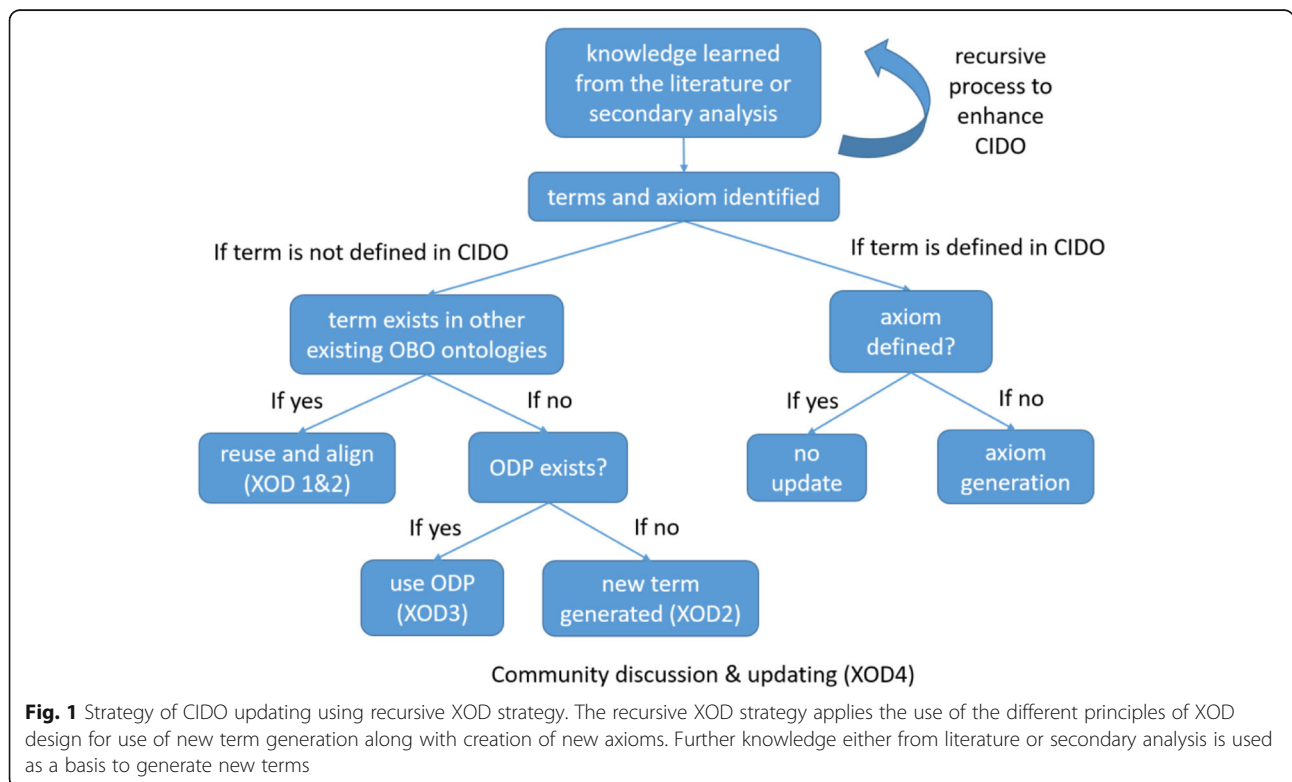 knowledge learned
from the literature or
secondary analysis
recursive
process to
enhance
CIDO
terms and axiom identified
If term is not defined in CIDO
If term is defined in CIDO
term exists in other
existing OBO ontologies
axiom
defined?
If yes
If no
If yes
If no
reuse and align
(XOD 1&2)
ODP exists?
no
update
axiom
generation
If yes
If no
use ODP
(XOD3)
new term
generated (XOD2)
Community discussion & updating (XOD4)
Fig. 1 Strategy of CIDO updating using recursive XOD strategy. The recursive XOD strategy applies the use of the different principles of XOD
design for use of new term generation along with creation of new axioms. Further knowledge either from literature or secondary analysis is used
as a basis to generate new terms